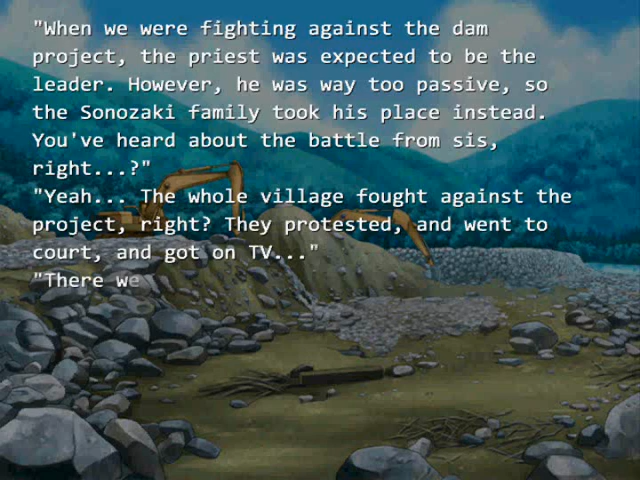 "When we were fighting against the dam
project, the priest was expected to be the
leader. However, he was way too passive, so
the Sonozaki family took his place instead.
You've heard about the battle from sis,
right...?"
"Yeah... The whole village fought against the
project, right? They protested, and went to
court, and got on TV..."
"There we